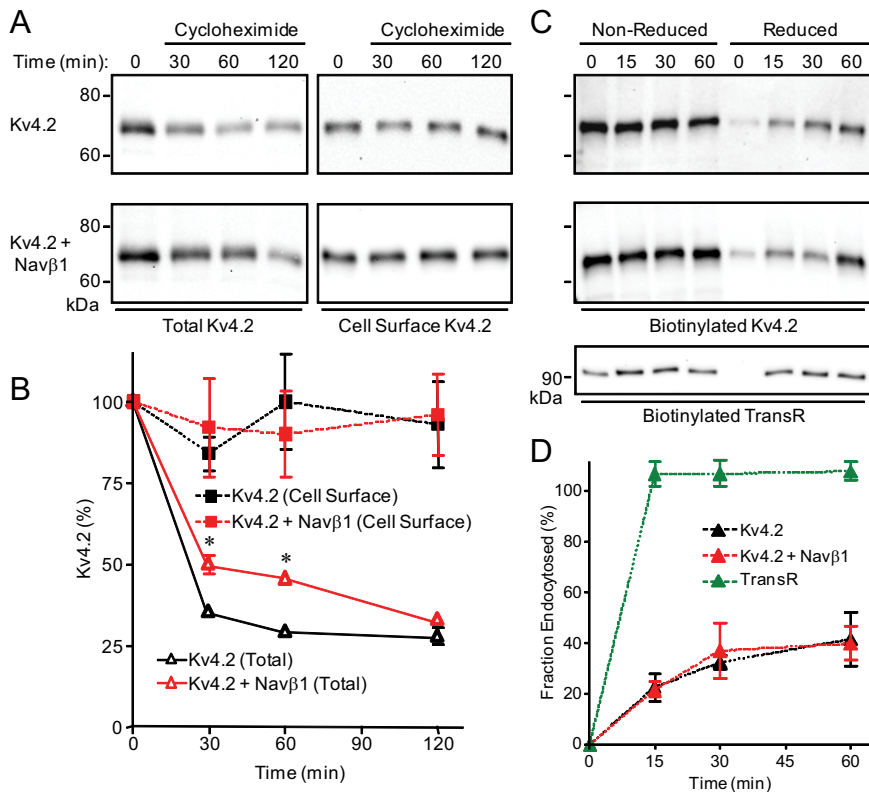 A
Cycloheximide
Cycloheximide
Time (min):
0 30 60 120
0 30 60 120
80
Kv4.2
60
80
Kv4.2 +
Navβ1
60
kDa
Total Kv4.2
Cell Surface Kv4.2
C
Non-Reduced
Reduced
0 15 30 60
0 15 30 60
Biotinylated Kv4.2
90
kDa
Biotinylated TransR
B
Kv4.2 (%)
100
75
50
25
0
Kv4.2 (Cell Surface)
Kv4.2 + Navβ1 (Cell Surface)
*
*
Kv4.2 (Total)
Kv4.2 + Navβ1 (Total)
0 30 60 120
Time (min)
D
Fraction Endocytosed (%)
100
80
60
40
20
0
Kv4.2
Kv4.2 + Navβ1
TransR
0 15 30 45 60
Time (min)